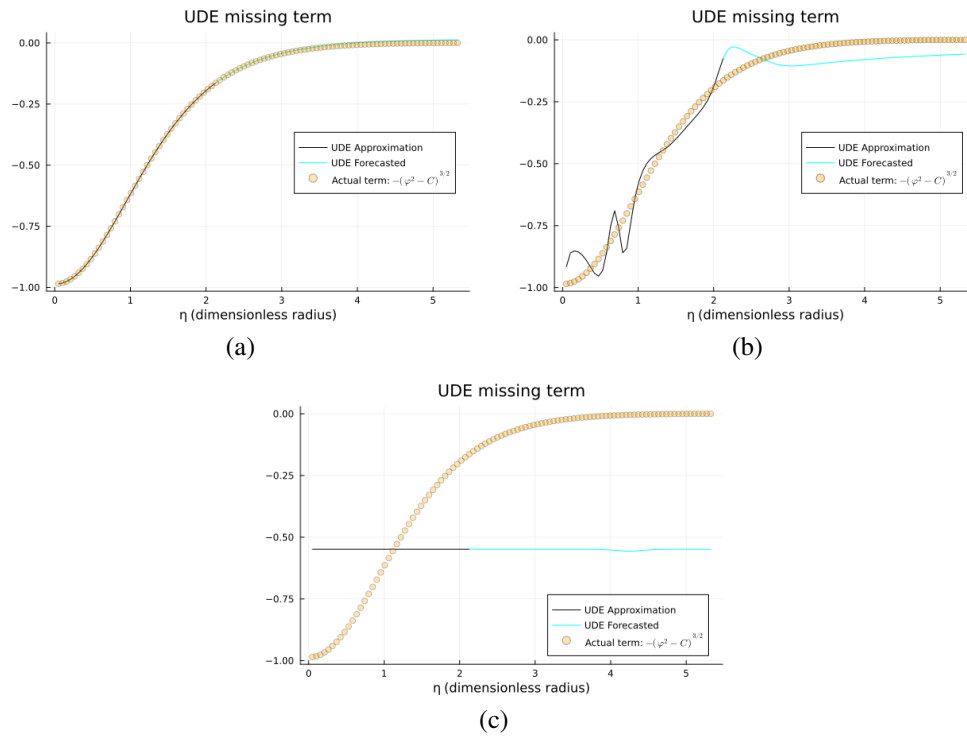 UDE missing term
0.00
−0.25
−0.50
−0.75
−1.00
UDE Approximation
UDE Forecasted
Actual term: −(φ² − C)^{3/2}
0 1 2 3 4 5
η (dimensionless radius)
(a)
UDE missing term
0.00
−0.25
−0.50
−0.75
−1.00
UDE Approximation
UDE Forecasted
Actual term: −(φ² − C)^{3/2}
0 1 2 3 4 5
η (dimensionless radius)
(b)
UDE missing term
0.00
−0.25
−0.50
−0.75
−1.00
UDE Approximation
UDE Forecasted
Actual term: −(φ² − C)^{3/2}
0 1 2 3 4 5
η (dimensionless radius)
(c)